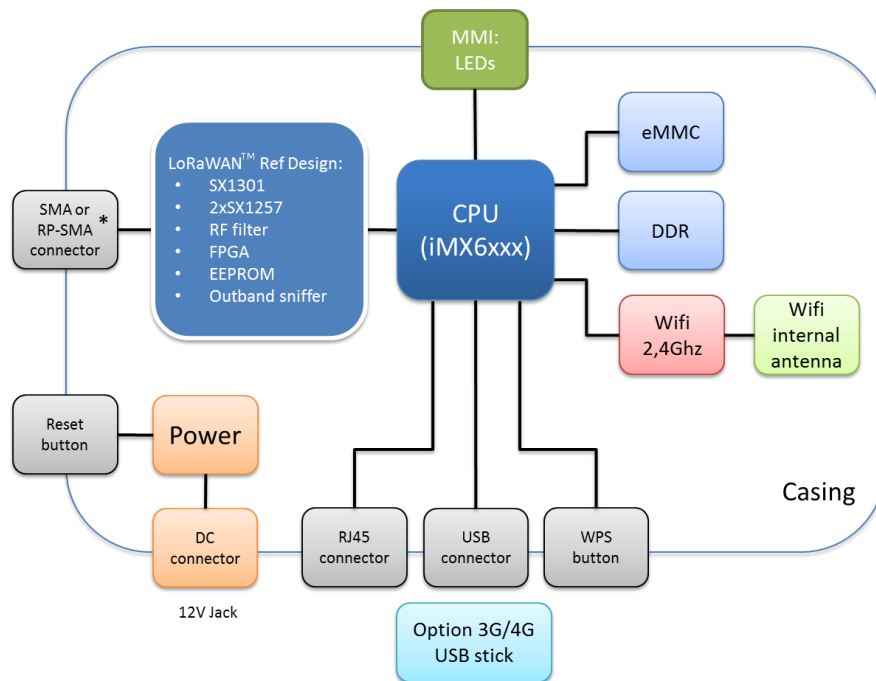 MMI:
LEDs
eMMC
LoRaWAN™ Ref Design:
• SX1301
• 2xSX1257
• RF filter
• FPGA
• EEPROM
• Outband sniffer
CPU
(iMX6xxx)
SMA or
RP-SMA *
connector
DDR
Wifi
2,4Ghz
Wifi
internal
antenna
Reset
button
Power
Casing
DC
connector
RJ45
connector
USB
connector
WPS
button
12V Jack
Option 3G/4G
USB stick